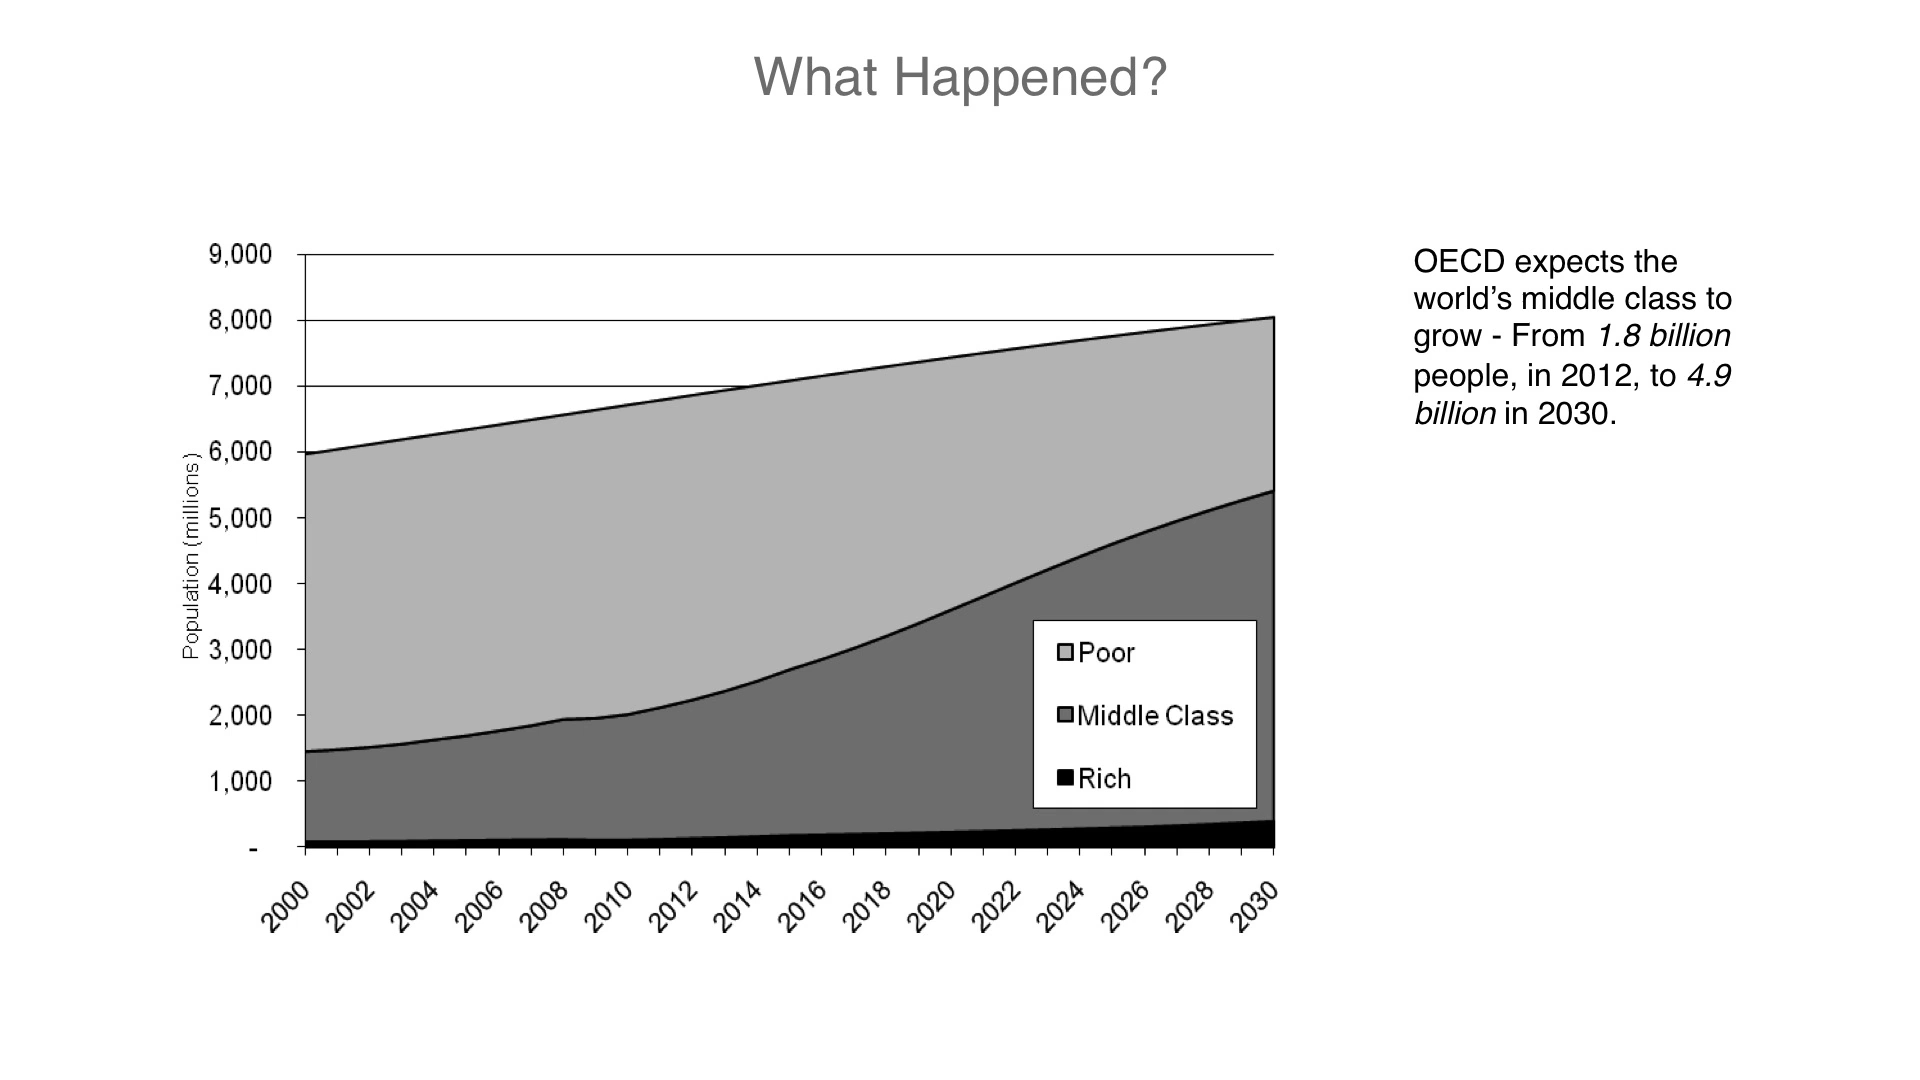 What Happened?
9,000
8,000
7,000
6,000
5,000
4,000
3,000
2,000
1,000
-
Population (millions)
2000
2002
2004
2006
2008
2010
2012
2014
2016
2018
2020
2022
2024
2026
2028
2030
Poor
Middle Class
Rich
OECD expects the
world’s middle class to
grow - From 1.8 billion
people, in 2012, to 4.9
billion in 2030.